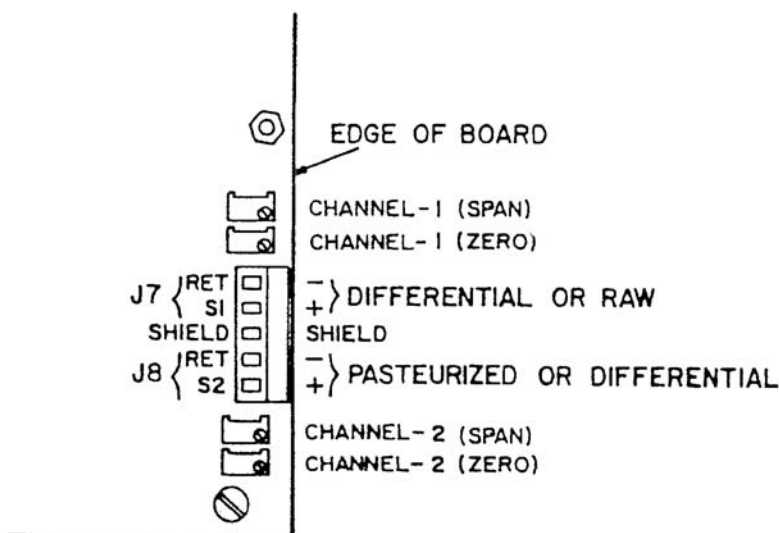 EDGE OF BOARD
CHANNEL-1 (SPAN)
CHANNEL-1 (ZERO)
J7 { RET - } DIFFERENTIAL OR RAW
S1 +
SHIELD SHIELD
J8 { RET - } PASTEURIZED OR DIFFERENTIAL
S2 +
CHANNEL-2 (SPAN)
CHANNEL-2 (ZERO)